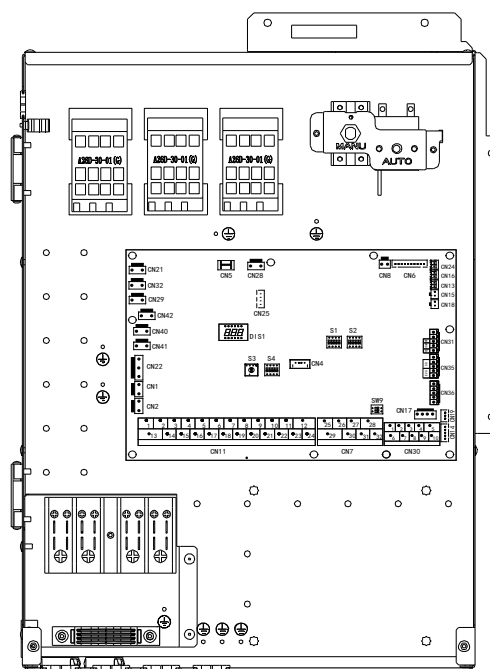 A26D-30-01(G)
A26D-30-01(G)
A26D-30-01(G)
MANU
AUTO
CN21
CN5
CN28
CN8
CN6
CN24
CN16
CN13
CN15
CN18
CN32
CN29
CN25
CN42
CN40
DIS1
S1
S2
CN31
CN41
CN22
S3
S4
CN4
CN35
CN1
CN36
CN2
SW9
CN17
CN19
CN14
1 2 3 4 5 6 7 8 9 10 11 12
13 14 15 16 17 18 19 20 21 22 23 24
25 26 27 28
29 30 31 32
CN11
CN7
CN30